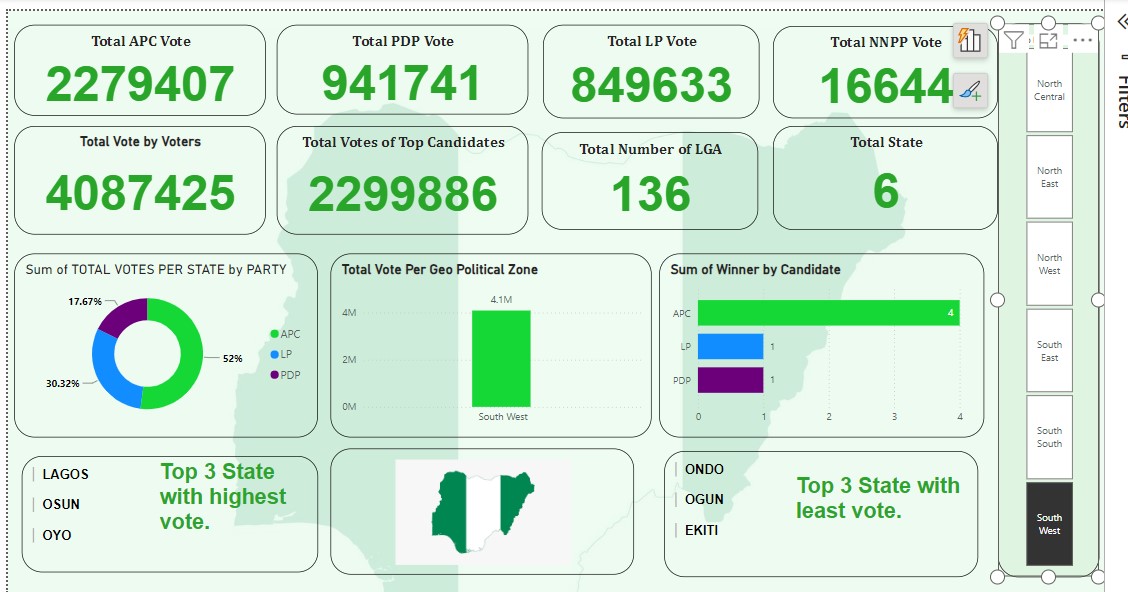 Total APC Vote
2279407
Total PDP Vote
941741
Total LP Vote
849633
Total NNPP Vote
16644
Total Vote by Voters
4087425
Total Votes of Top Candidates
2299886
Total Number of LGA
136
Total State
6
Sum of TOTAL VOTES PER STATE by PARTY
17.67%
30.32%
52%
APC
LP
PDP
Total Vote Per Geo Political Zone
4.1M
4M
2M
0M
South West
Sum of Winner by Candidate
APC
4
LP
1
PDP
1
0
1
2
3
4
LAGOS
OSUN
OYO
Top 3 State
with highest
vote.
ONDO
OGUN
EKITI
Top 3 State with
least vote.
North
Central
North
East
North
West
South
East
South
South
South
West
Filters